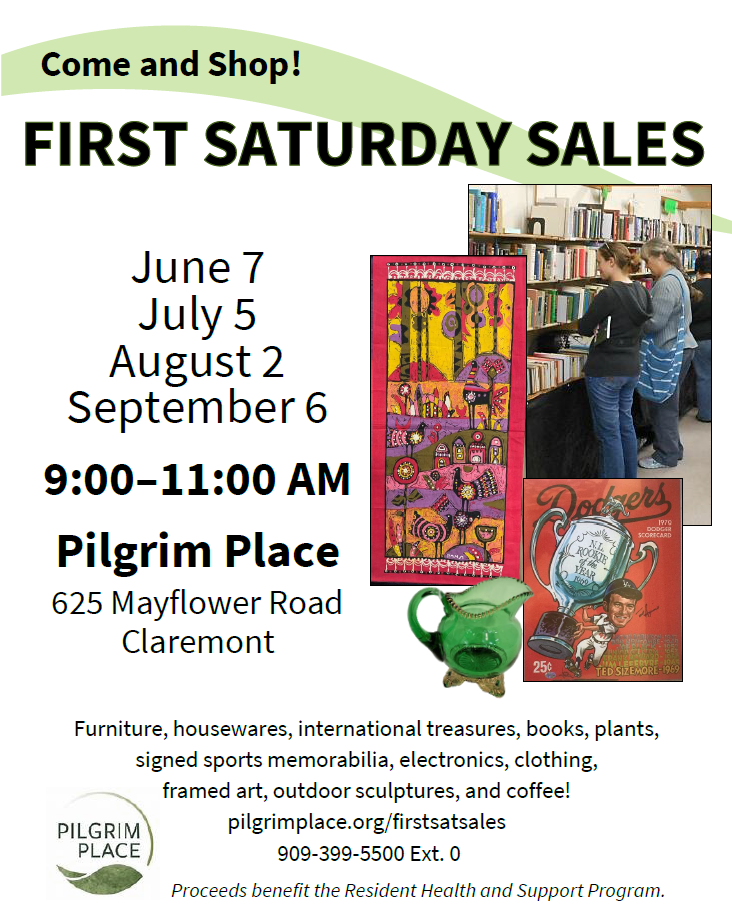 Come and Shop!
FIRST SATURDAY SALES
June 7
July 5
August 2
September 6
9:00–11:00 AM
Pilgrim Place
625 Mayflower Road
Claremont
Dodgers
1970
DODGER
SCORECARD
N.L.
ROOKIE
of the
YEAR
25¢
TED SIZEMORE-1969
Furniture, housewares, international treasures, books, plants,
signed sports memorabilia, electronics, clothing,
framed art, outdoor sculptures, and coffee!
pilgrimplace.org/firstsatsales
909-399-5500 Ext. 0
PILGRIM
PLACE
Proceeds benefit the Resident Health and Support Program.